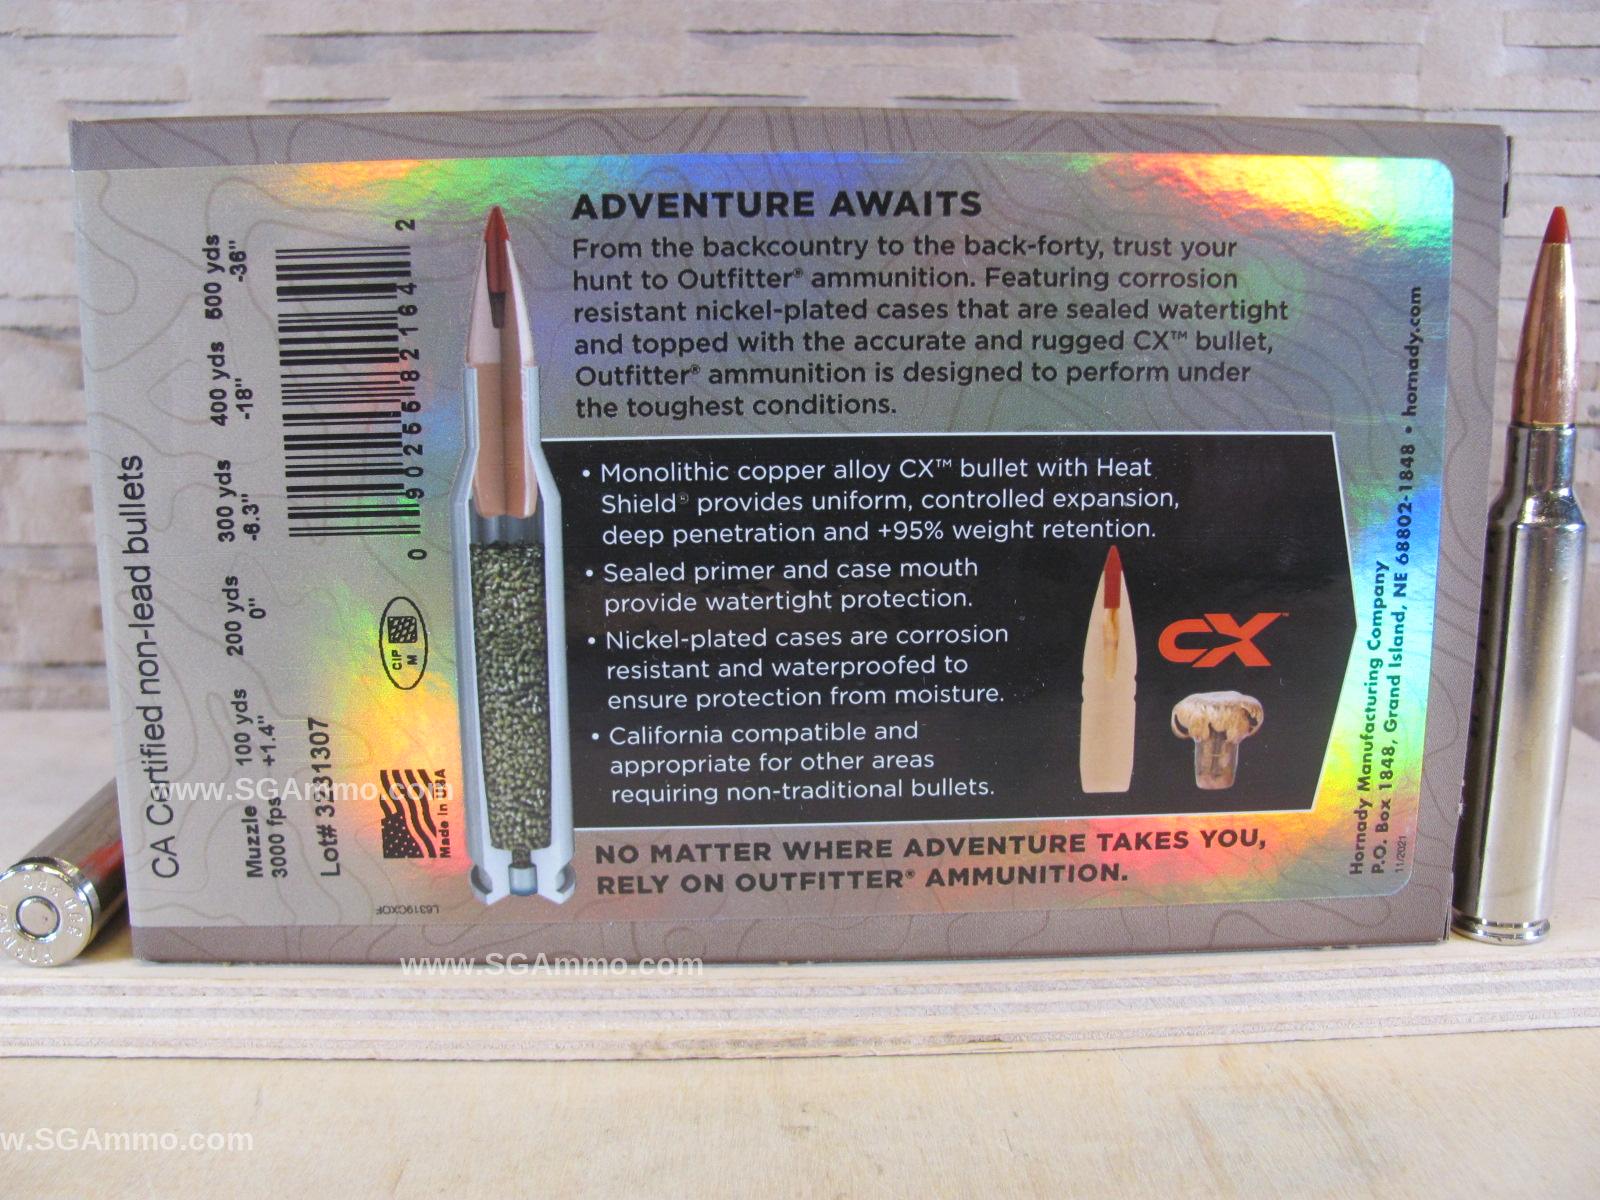 ADVENTURE AWAITS
From the backcountry to the back-forty, trust your
hunt to Outfitter® ammunition. Featuring corrosion
resistant nickel-plated cases that are sealed watertight
and topped with the accurate and rugged CX™ bullet,
Outfitter® ammunition is designed to perform under
the toughest conditions.
• Monolithic copper alloy CX™ bullet with Heat
Shield® provides uniform, controlled expansion,
deep penetration and +95% weight retention.
• Sealed primer and case mouth
provide watertight protection.
• Nickel-plated cases are corrosion
resistant and waterproofed to
ensure protection from moisture.
• California compatible and
appropriate for other areas
requiring non-traditional bullets.
CX™
NO MATTER WHERE ADVENTURE TAKES YOU,
RELY ON OUTFITTER® AMMUNITION.
CA Certified non-lead bullets
Muzzle 100 yds 200 yds 300 yds 400 yds 500 yds
3000 fps +1.4" 0" -6.3" -18" -36"
Lot# 3231307
0 90255 82164 2
CIP
M
Made in USA
L6319CXOF
Hornady Manufacturing Company
P.O. Box 1848, Grand Island, NE 68802-1848 • hornady.com
11/2021
www.SGAmmo.com
www.SGAmmo.com
w.SGAmmo.com